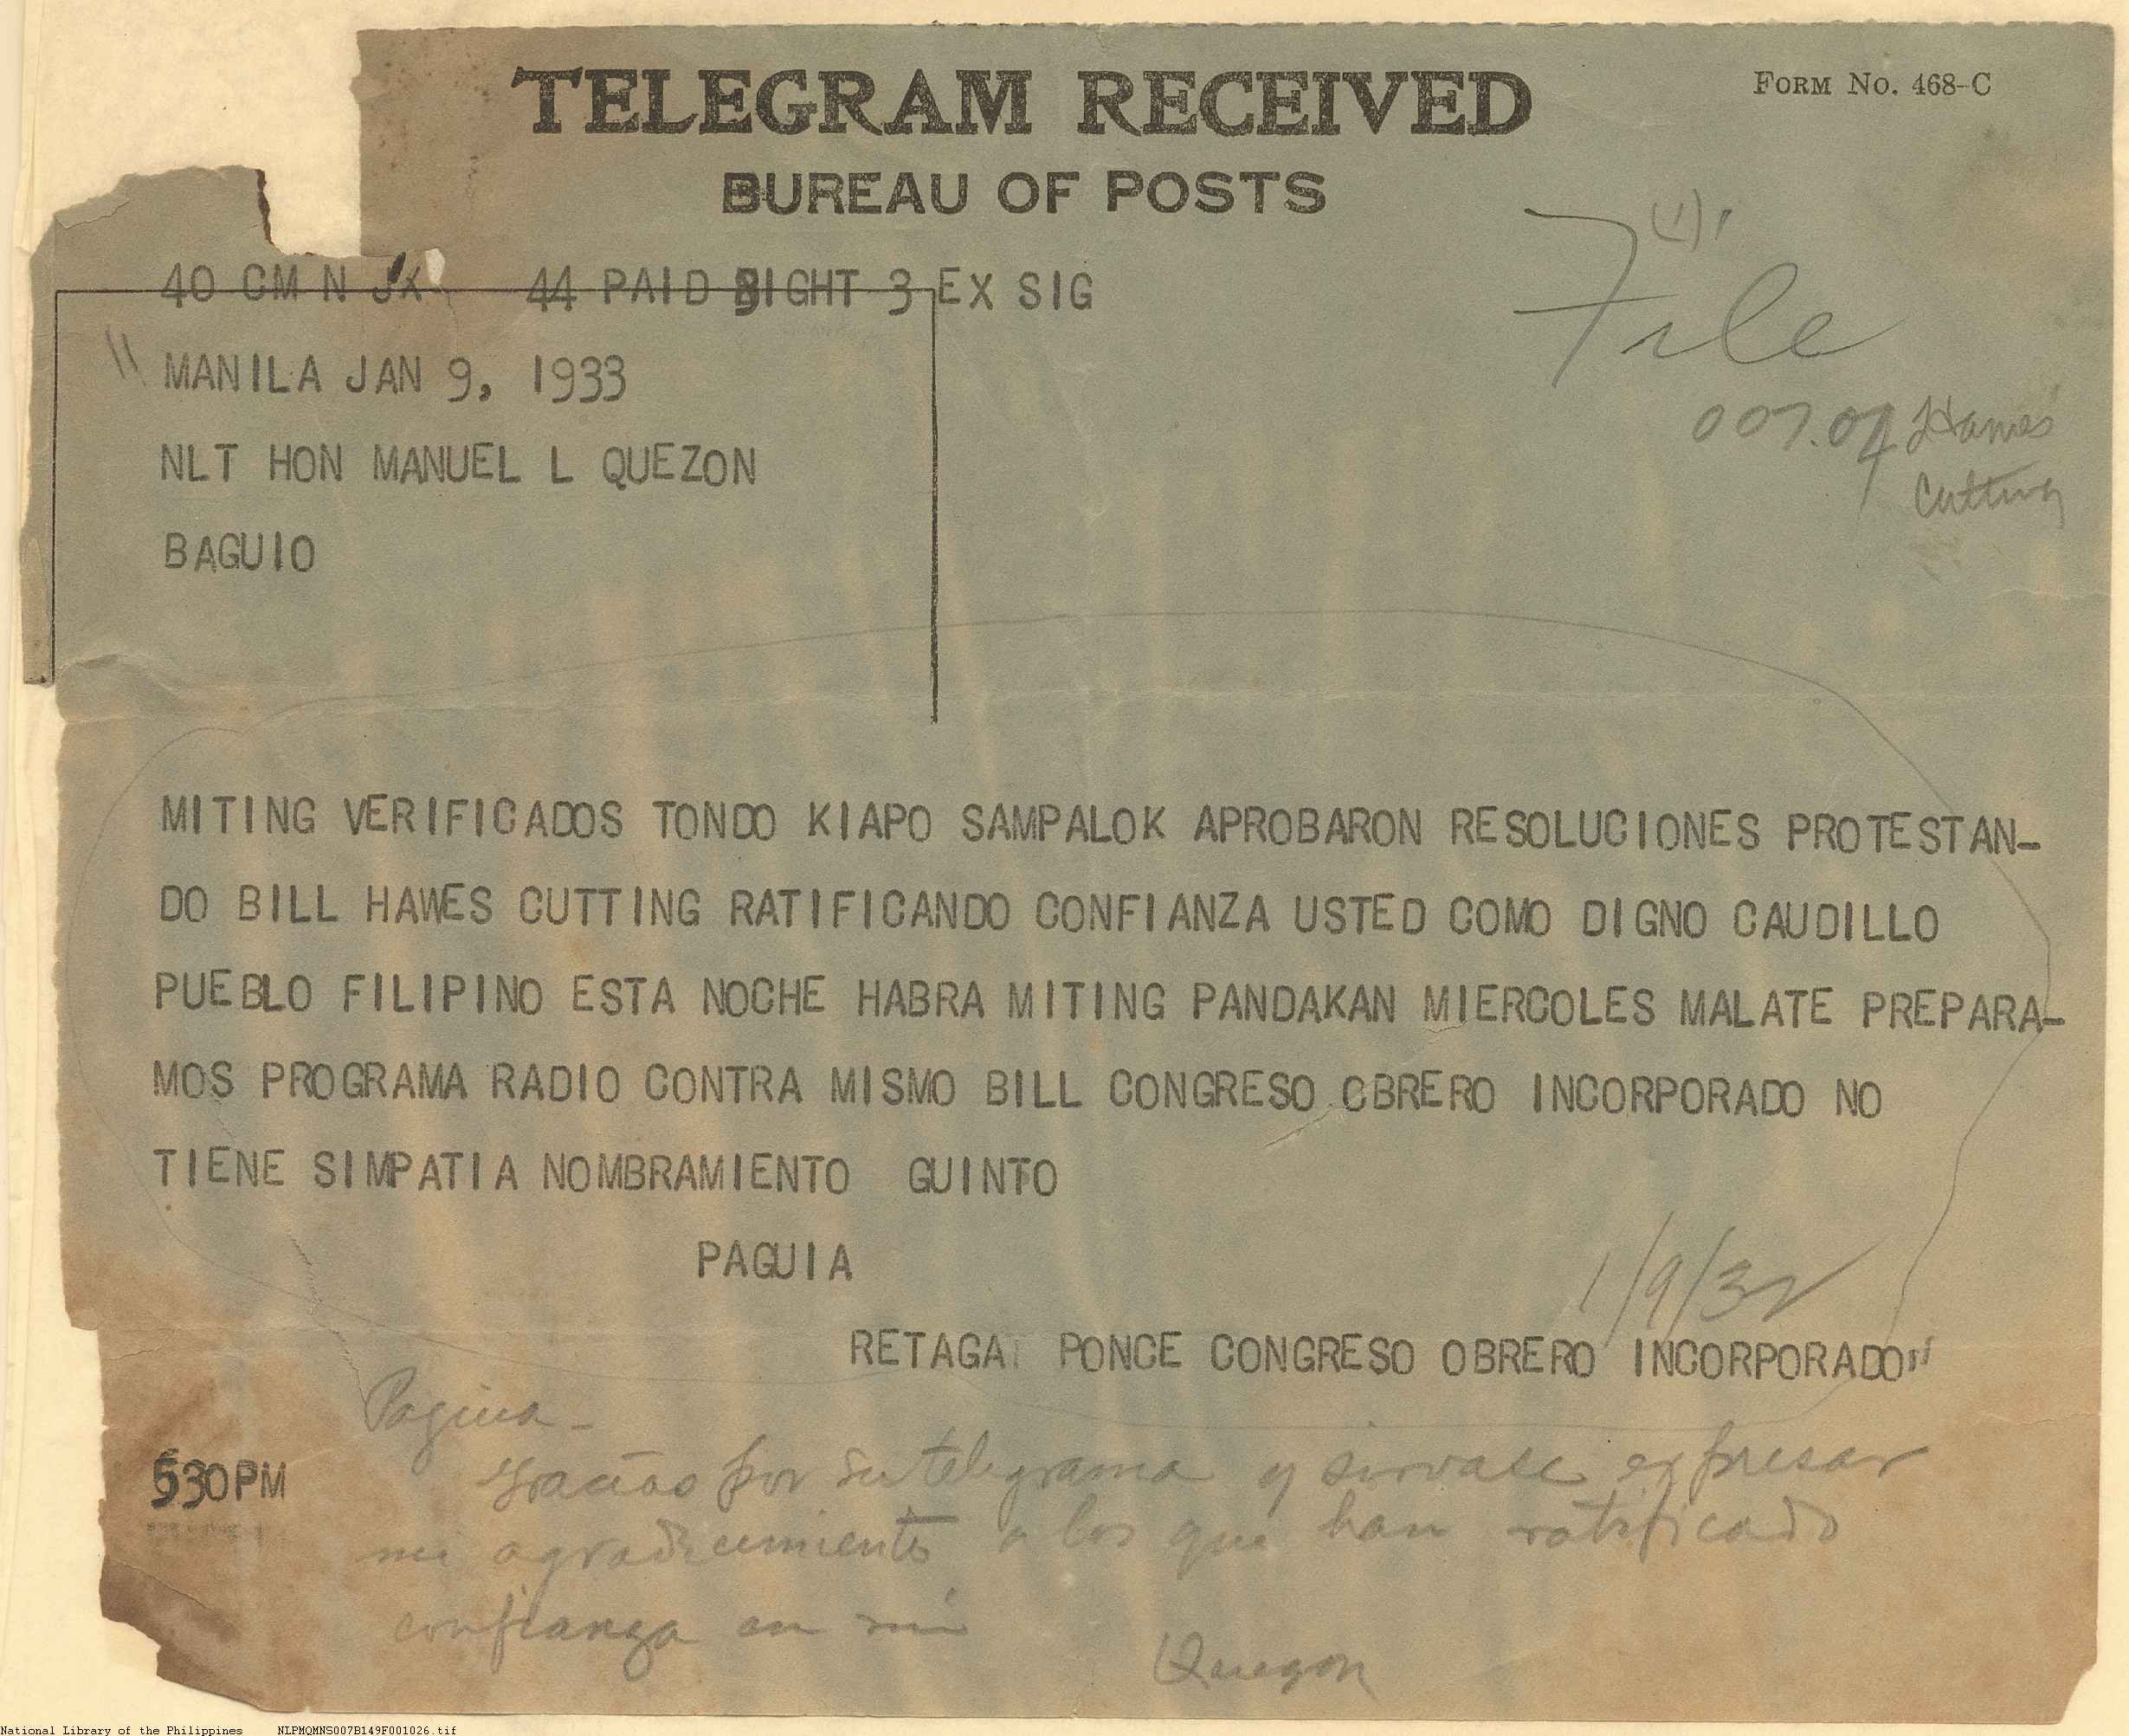 TELEGRAM RECEIVED
FORM NO. 468-C
BUREAU OF POSTS
(1)
File
40 CM N JX 44 PAID RIGHT 3 EX SIG
MANILA JAN 9, 1933
007.04 Hawes
Cutting
NLT HON MANUEL L QUEZON
BAGUIO
MITING VERIFICADOS TONDO KIAPO SAMPALOK APROBARON RESOLUCIONES PROTESTAN-
DO BILL HAWES CUTTING RATIFICANDO CONFIANZA USTED COMO DIGNO CAUDILLO
PUEBLO FILIPINO ESTA NOCHE HABRA MITING PANDAKAN MIERCOLES MALATE PREPARA-
MOS PROGRAMA RADIO CONTRA MISMO BILL CONGRESO OBRERO INCORPORADO NO
TIENE SIMPATIA NOMBRAMIENTO GUINTO
PAGUIA
1/9/32
RETAGA PONCE CONGRESO OBRERO INCORPORADO
Paguia -
530PM
Gracias por su telegrama y sirvase expresar
mi agradecimiento a los que han ratificado
confianza en mi
Quezon
National Library of the Philippines NLPMQMNS007B149F001026.tif